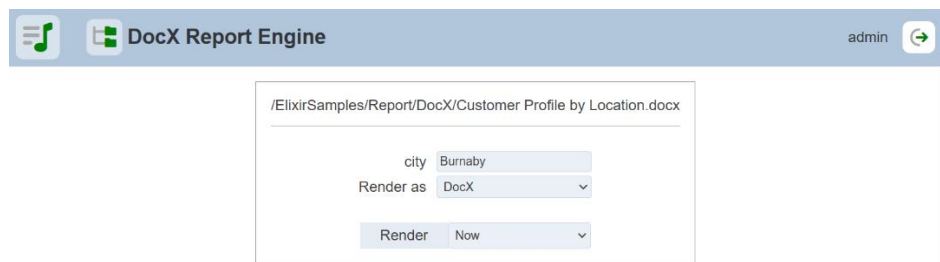 DocX Report Engine admin
/ElixirSamples/Report/DocX/Customer Profile by Location.docx
city Burnaby
Render as DocX
Render Now